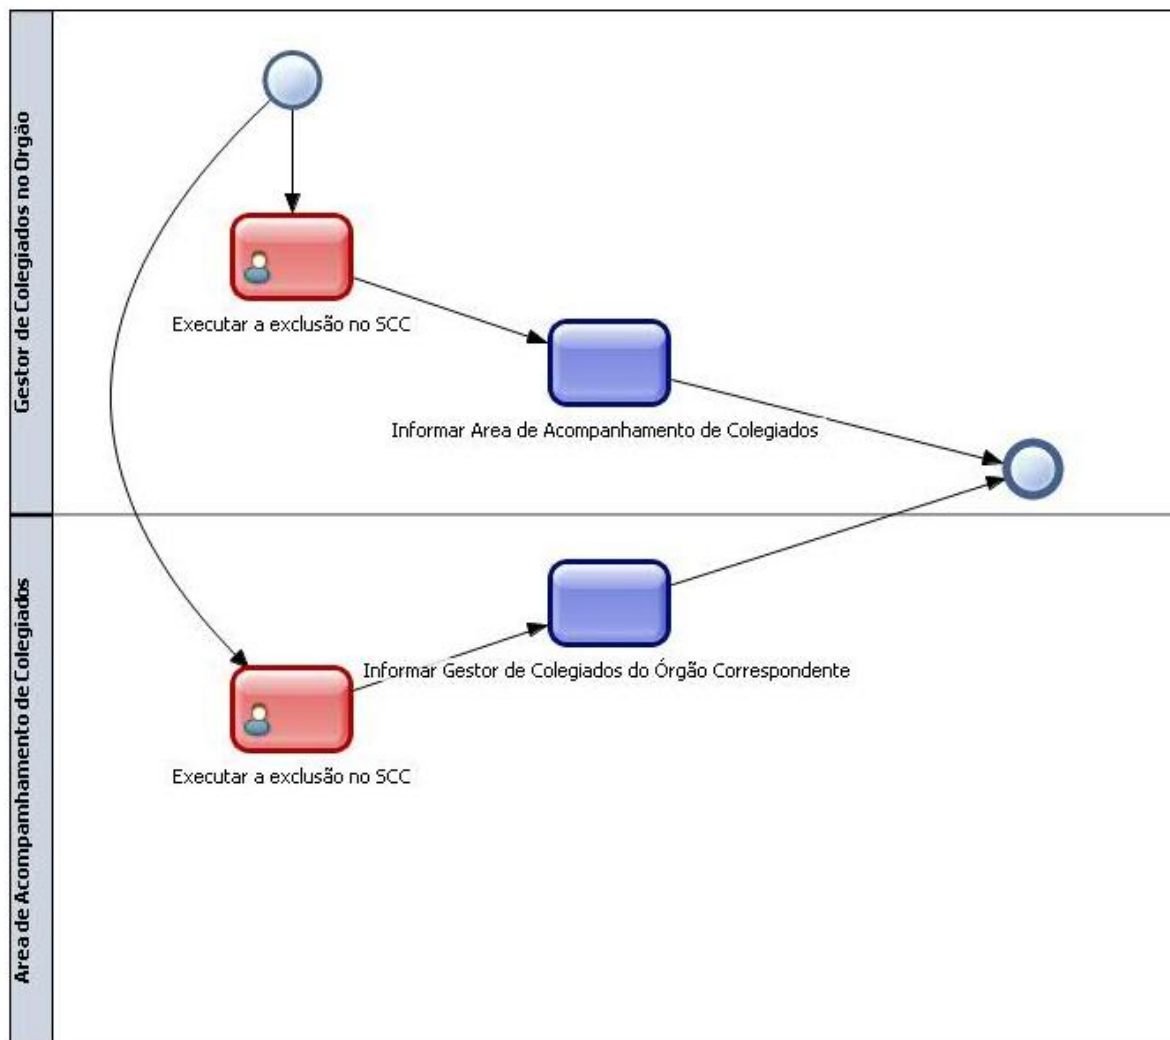 Gestor de Colegiados no Orgão
Executar a exclusão no SCC
Informar Area de Acompanhamento de Colegiados
Area de Acompamhamento de Colegiados
Informar Gestor de Colegiados do Órgão Correspondente
Executar a exclusão no SCC